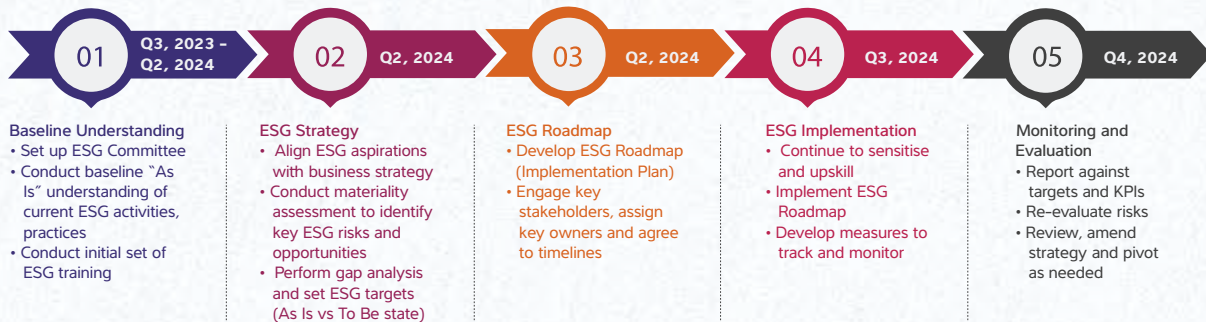 01
Q3, 2023 –
Q2, 2024
02
Q2, 2024
03
Q2, 2024
04
Q3, 2024
05
Q4, 2024
Baseline Understanding
• Set up ESG Committee
• Conduct baseline “As
Is” understanding of
current ESG activities,
practices
• Conduct initial set of
ESG training
ESG Strategy
• Align ESG aspirations
with business strategy
• Conduct materiality
assessment to identify
key ESG risks and
opportunities
• Perform gap analysis
and set ESG targets
(As Is vs To Be state)
ESG Roadmap
• Develop ESG Roadmap
(Implementation Plan)
• Engage key
stakeholders, assign
key owners and agree
to timelines
ESG Implementation
• Continue to sensitise
and upskill
• Implement ESG
Roadmap
• Develop measures to
track and monitor
Monitoring and
Evaluation
• Report against
targets and KPIs
• Re-evaluate risks
• Review, amend
strategy and pivot
as needed